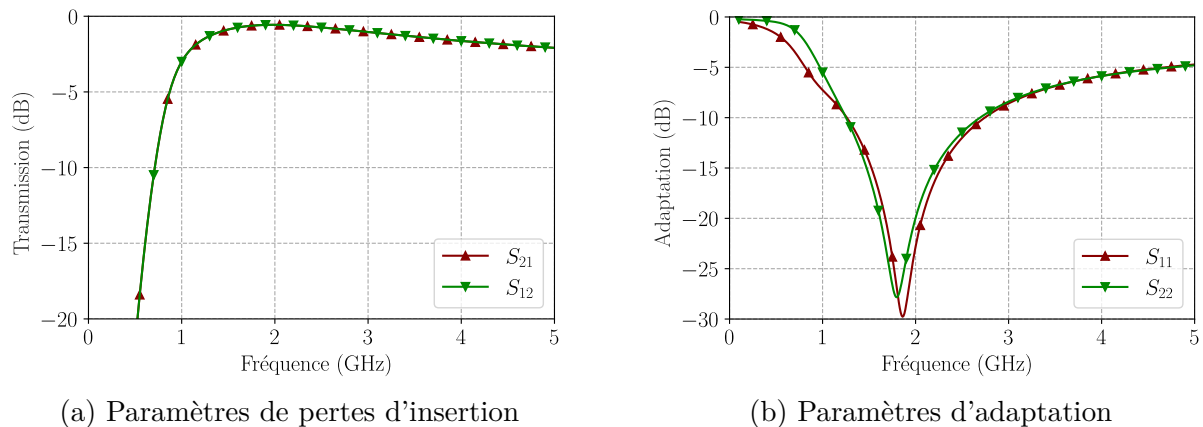 Transmission (dB)
0
−5
−10
−15
−20
0 1 2 3 4 5
Fréquence (GHz)
S21
S12
(a) Paramètres de pertes d'insertion
Adaptation (dB)
0
−5
−10
−15
−20
−25
−30
0 1 2 3 4 5
Fréquence (GHz)
S11
S22
(b) Paramètres d'adaptation